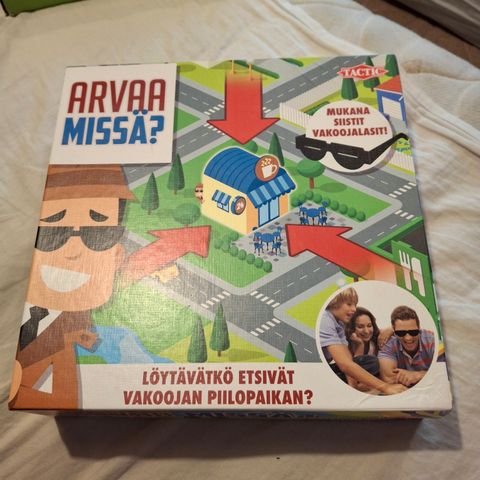 ARVAA
MISSÄ?
TACTIC
MUKANA
SIISTIT
VAKOOJALASIT!
LÖYTÄVÄTKÖ ETSIVÄT
VAKOOJAN PIILOPAIKAN?